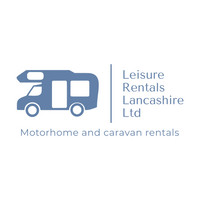 Leisure
Rentals
Lancashire
Ltd
Motorhome and caravan rentals